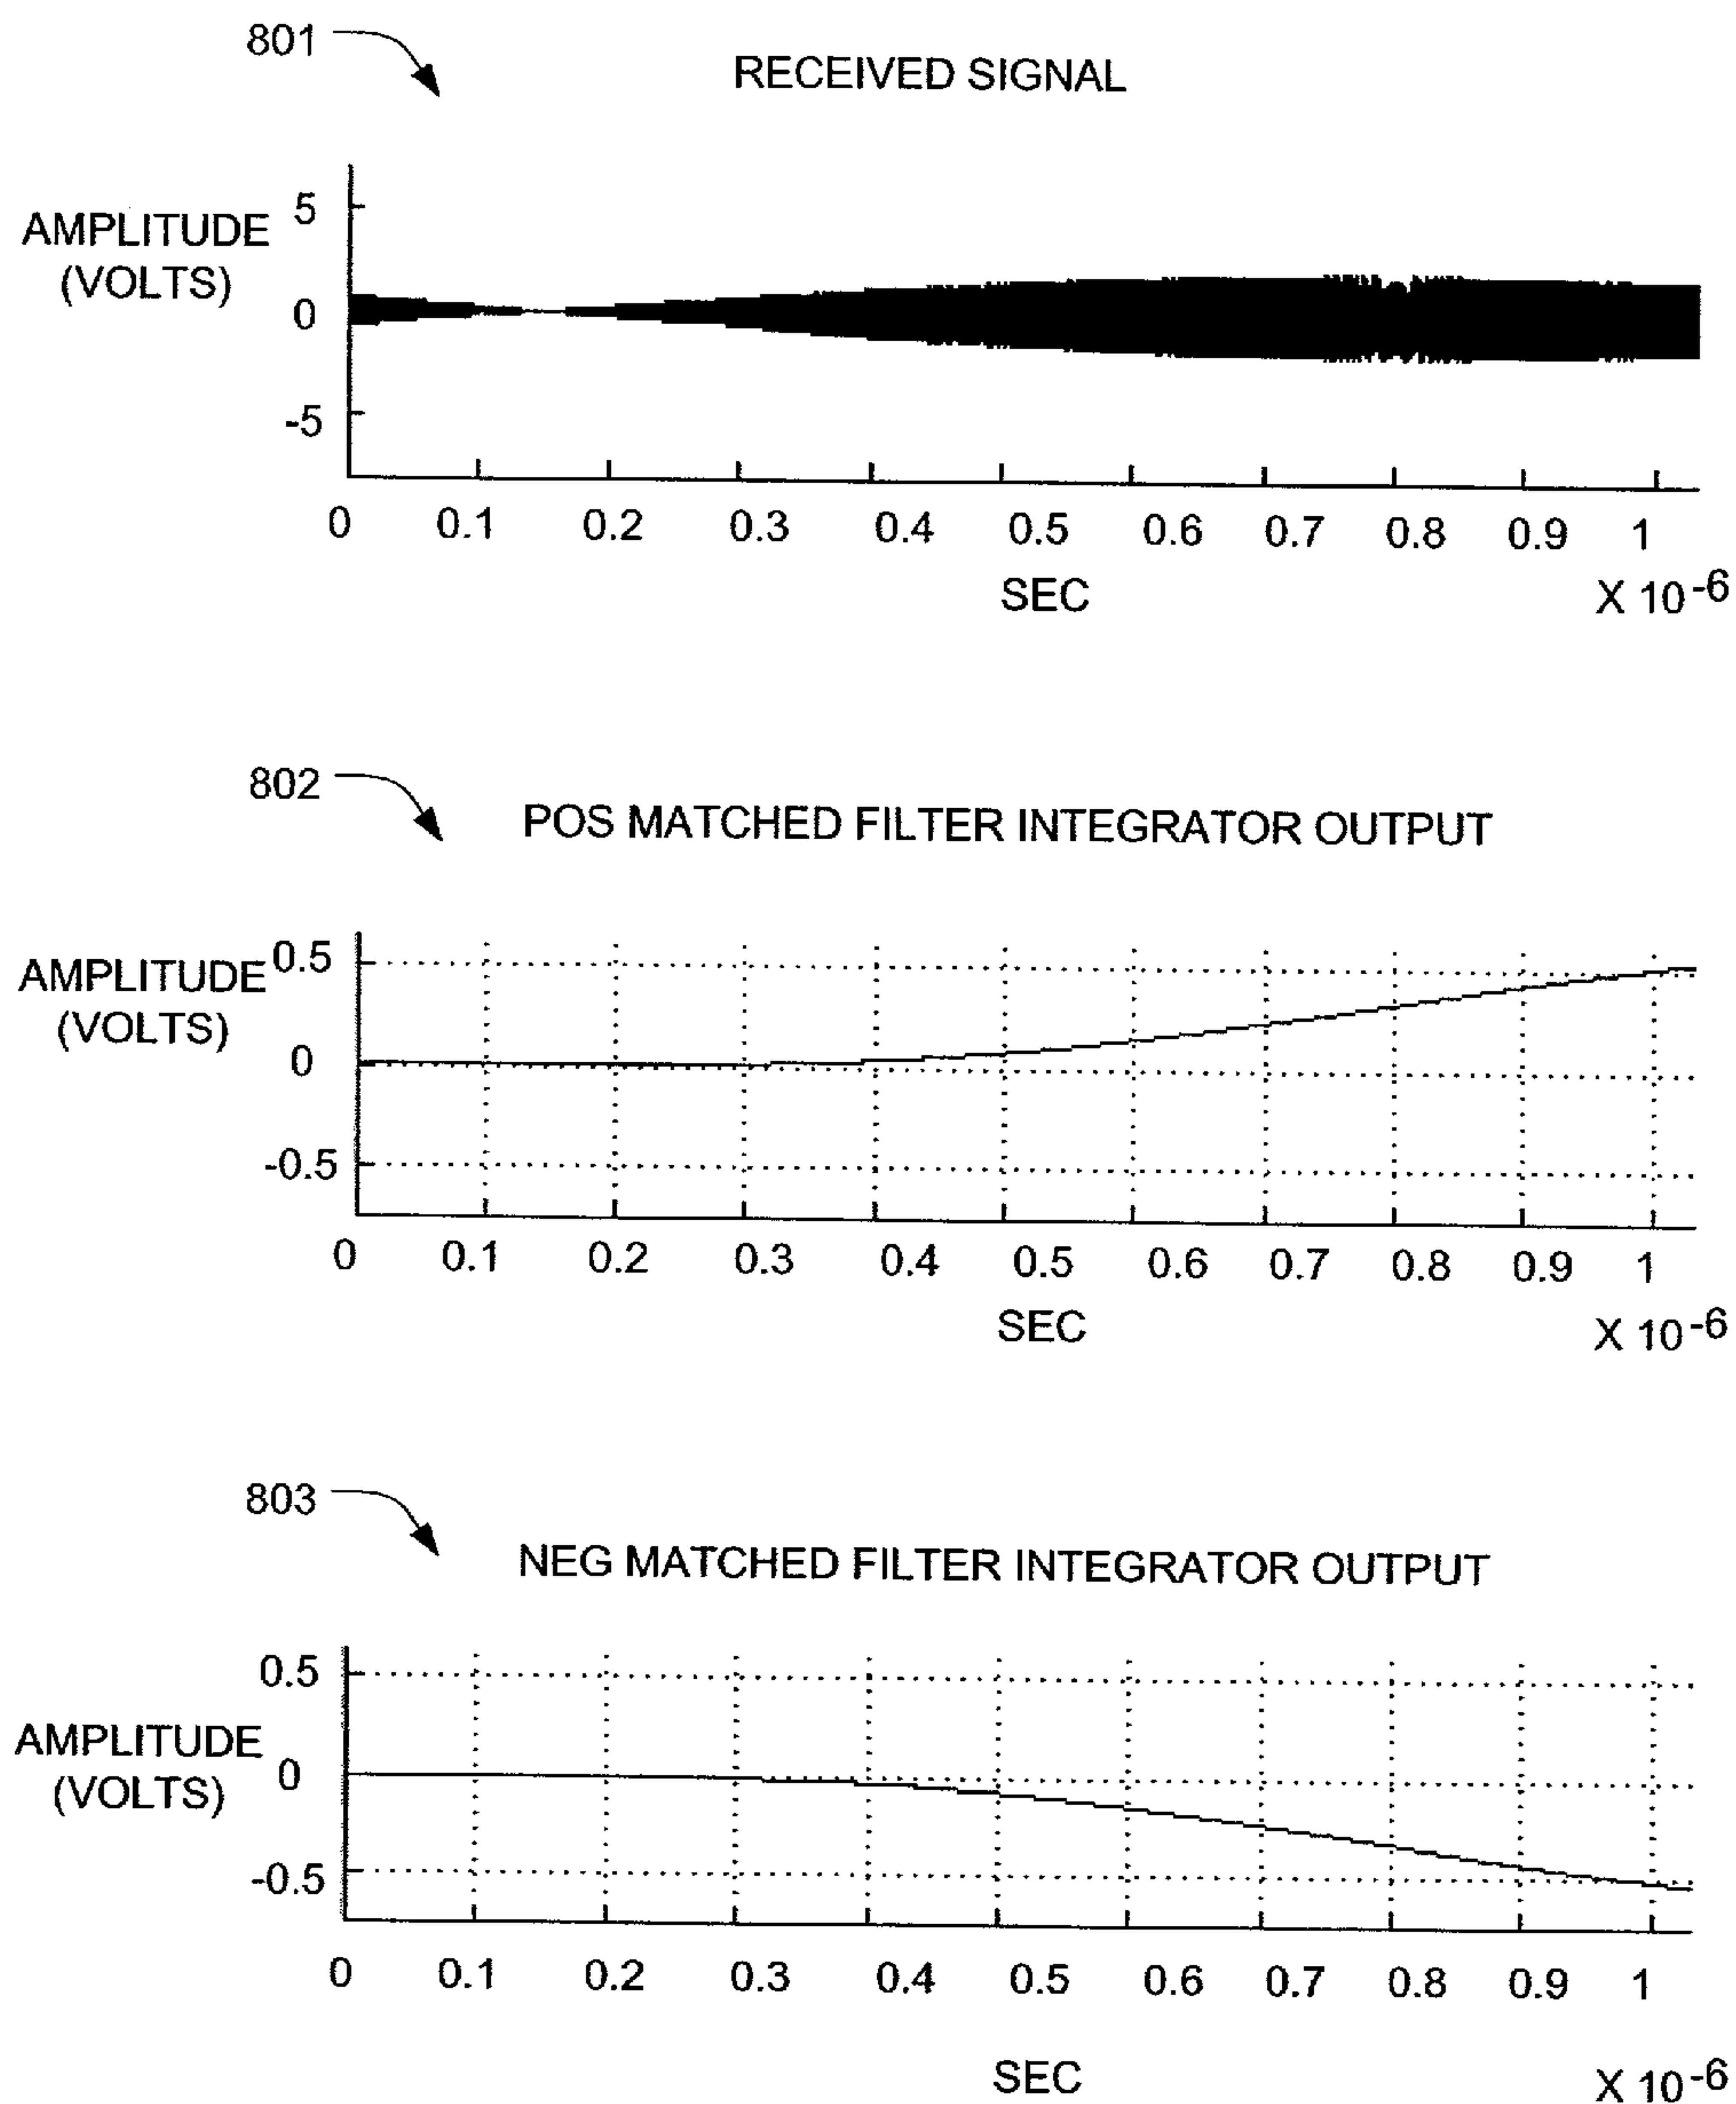 801
RECEIVED SIGNAL
AMPLITUDE
(VOLTS)
5
0
-5
0 0.1 0.2 0.3 0.4 0.5 0.6 0.7 0.8 0.9 1
SEC
X 10-6
802
POS MATCHED FILTER INTEGRATOR OUTPUT
AMPLITUDE
(VOLTS)
0.5
0
-0.5
0 0.1 0.2 0.3 0.4 0.5 0.6 0.7 0.8 0.9 1
SEC
X 10-6
803
NEG MATCHED FILTER INTEGRATOR OUTPUT
AMPLITUDE
(VOLTS)
0.5
0
-0.5
0 0.1 0.2 0.3 0.4 0.5 0.6 0.7 0.8 0.9 1
SEC
X 10-6